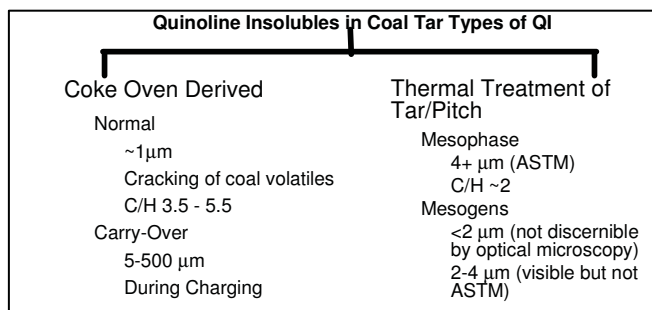 Quinoline Insolubles in Coal Tar Types of QI
Coke Oven Derived
Normal
~1μm
Cracking of coal volatiles
C/H 3.5 - 5.5
Carry-Over
5-500 μm
During Charging
Thermal Treatment of
Tar/Pitch
Mesophase
4+ μm (ASTM)
C/H ~2
Mesogens
<2 μm (not discernible
by optical microscopy)
2-4 μm (visible but not
ASTM)